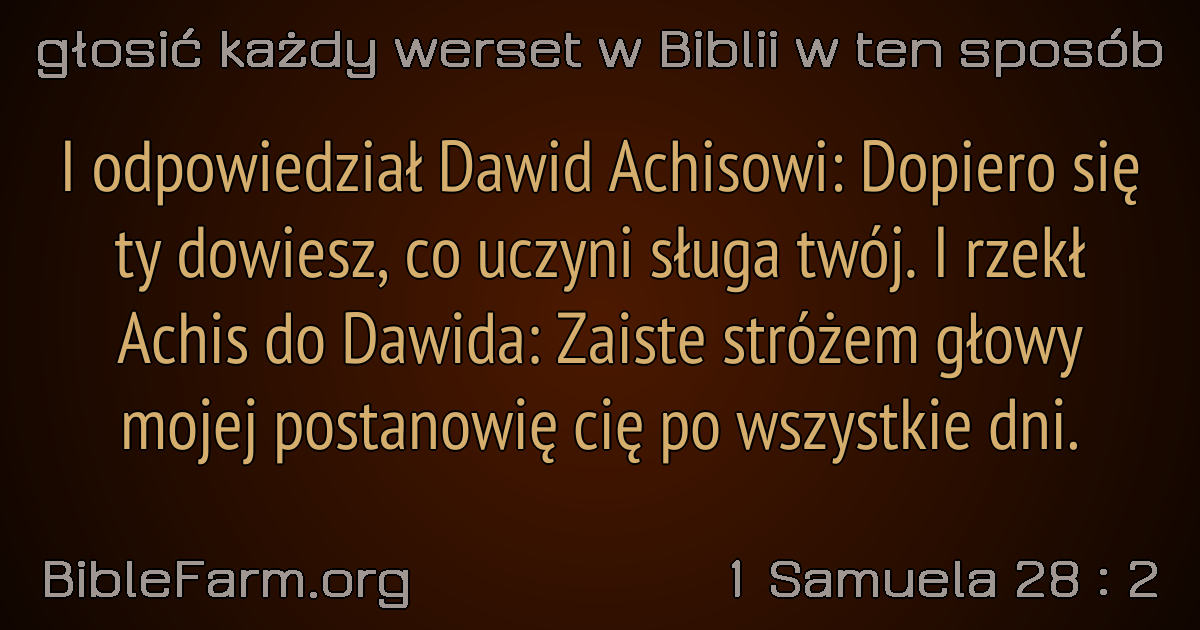 głosić każdy werset w Biblii w ten sposób
I odpowiedział Dawid Achisowi: Dopiero się
ty dowiesz, co uczyni sługa twój. I rzekł
Achis do Dawida: Zaiste stróżem głowy
mojej postanowię cię po wszystkie dni.
BibleFarm.org
1 Samuela 28 : 2